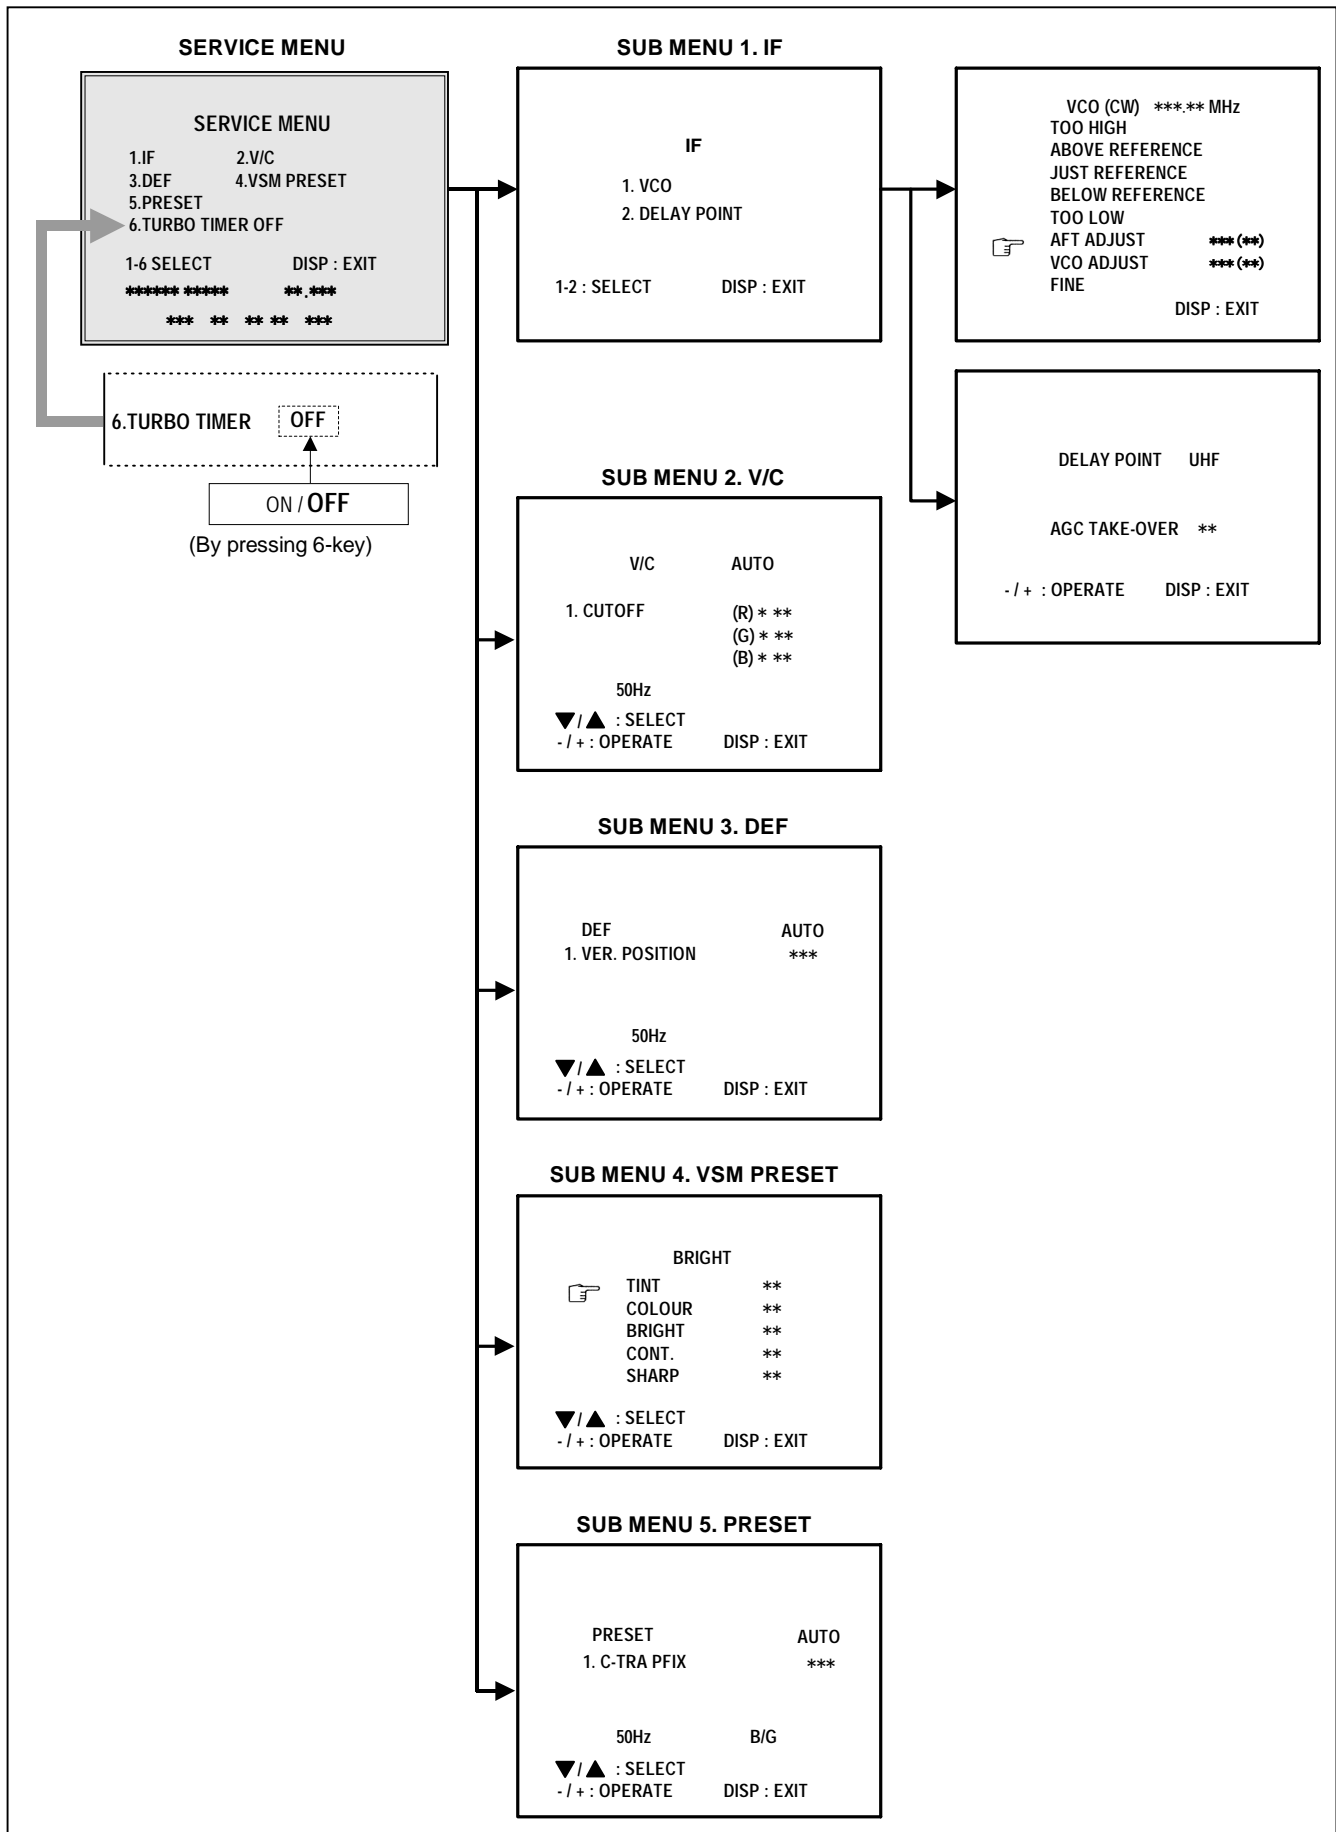 SERVICE MENU
SERVICE MENU
1.IF 2.V/C
3.DEF 4.VSM PRESET
5.PRESET
6.TURBO TIMER OFF
1-6 SELECT DISP : EXIT
****** ***** **.***
*** ** ** ** ***
6.TURBO TIMER OFF
ON / OFF
(By pressing 6-key)
SUB MENU 1. IF
IF
1. VCO
2. DELAY POINT
1-2 : SELECT DISP : EXIT
VCO (CW) ***.** MHz
TOO HIGH
ABOVE REFERENCE
JUST REFERENCE
BELOW REFERENCE
TOO LOW
☞ AFT ADJUST *** (**)
VCO ADJUST *** (**)
FINE
DISP : EXIT
DELAY POINT UHF
AGC TAKE-OVER **
- / + : OPERATE DISP : EXIT
SUB MENU 2. V/C
V/C AUTO
1. CUTOFF (R) * **
(G) * **
(B) * **
50Hz
▼/▲ : SELECT
- / + : OPERATE DISP : EXIT
SUB MENU 3. DEF
DEF AUTO
1. VER. POSITION ***
50Hz
▼/▲ : SELECT
- / + : OPERATE DISP : EXIT
SUB MENU 4. VSM PRESET
BRIGHT
☞ TINT **
COLOUR **
BRIGHT **
CONT. **
SHARP **
▼/▲ : SELECT
- / + : OPERATE DISP : EXIT
SUB MENU 5. PRESET
PRESET AUTO
1. C-TRA PFIX ***
50Hz B/G
▼/▲ : SELECT
- / + : OPERATE DISP : EXIT